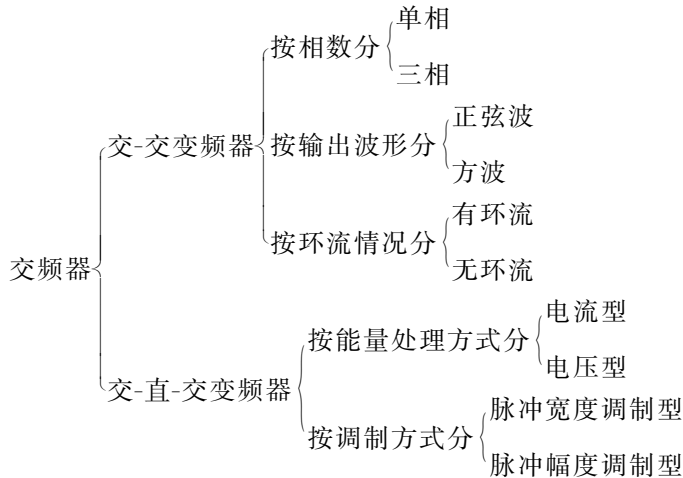 单相
按相数分
三相
正弦波
交-交变频器
按输出波形分
方波
有环流
按环流情况分
无环流
交频器
电流型
按能量处理方式分
电压型
交-直-交变频器
脉冲宽度调制型
按调制方式分
脉冲幅度调制型